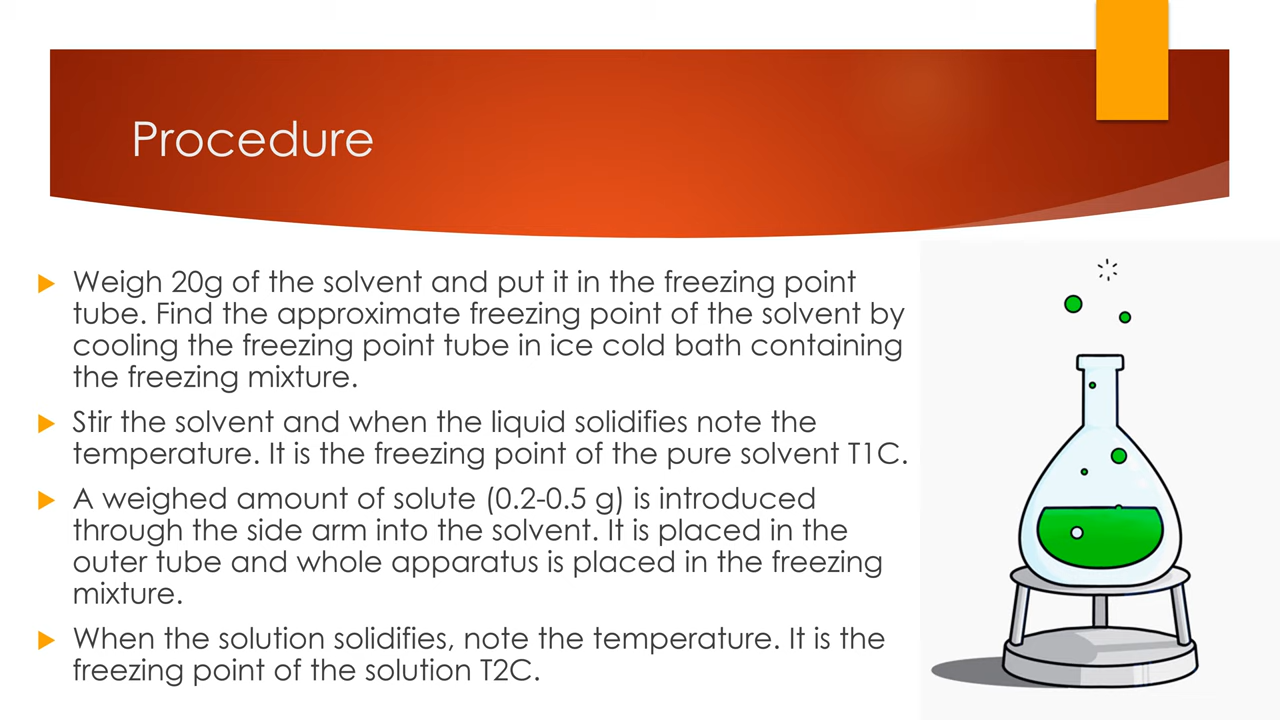 Procedure
Weigh 20g of the solvent and put it in the freezing point
tube. Find the approximate freezing point of the solvent by
cooling the freezing point tube in ice cold bath containing
the freezing mixture.
Stir the solvent and when the liquid solidifies note the
temperature. It is the freezing point of the pure solvent T1C.
A weighed amount of solute (0.2-0.5 g) is introduced
through the side arm into the solvent. It is placed in the
outer tube and whole apparatus is placed in the freezing
mixture.
When the solution solidifies, note the temperature. It is the
freezing point of the solution T2C.